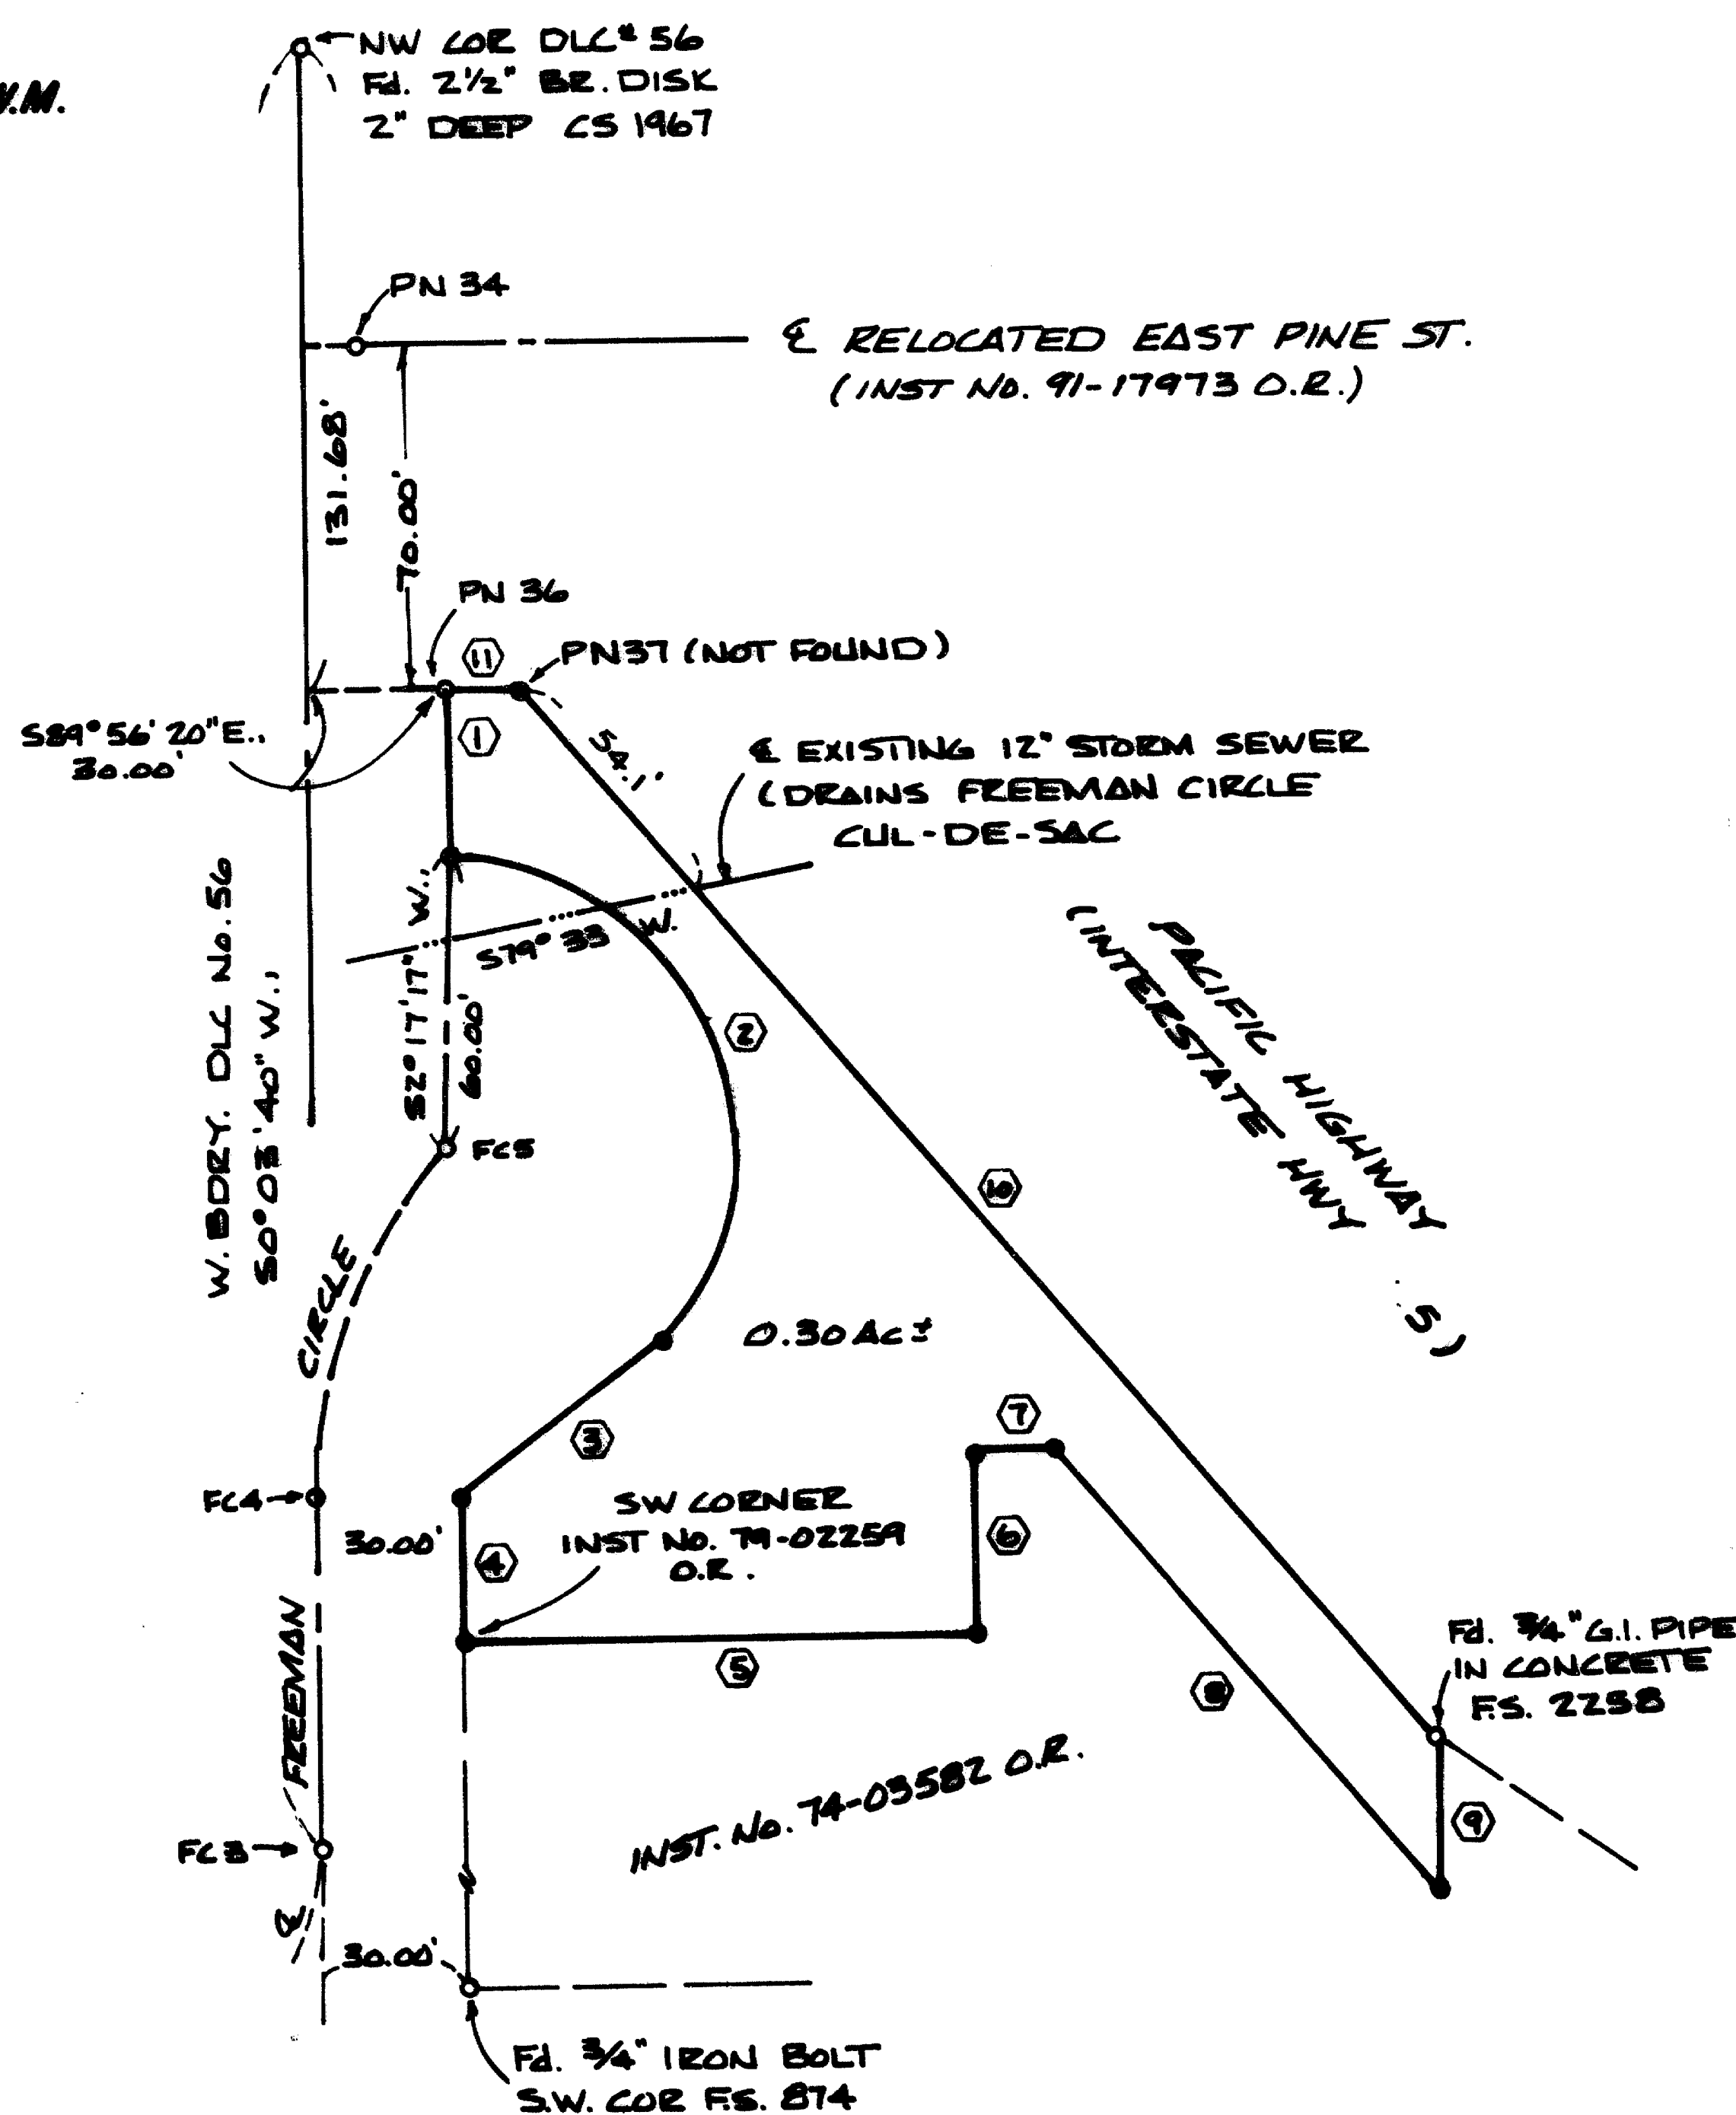 NW COR DLC# 56
Fd. 2½" BR. DISK
2" DEEP CS 1967
W.M.
PN 34
℄ RELOCATED EAST PINE ST.
(INST NO. 91-17973 O.R.)
131.68'
70.00'
PN 36
11
PN37 (NOT FOUND)
S89°56'20"E.,
30.00'
1
54.1'
℄ EXISTING 12" STORM SEWER
(DRAINS FREEMAN CIRCLE
CUL-DE-SAC
W. BDRY. DLC No. 56
S0°03'40" W.,
S2°17'17" W.,
60.00'
S79°33' W.
2
PACIFIC HIGHWAY
(INTERSTATE HWY 5)
FC5
10
CIRCLE
0.30 Ac ±
7
3
FC4
30.00'
4
SW CORNER
INST No. 79-02259
O.R.
6
5
8
Fd. ¾" G.I. PIPE
IN CONCRETE
F.S. 2258
FREEMAN
INST. No. 74-03582 O.R.
9
FC3
℄
30.00'
Fd. ¾" IRON BOLT
S.W. COR F.S. 874